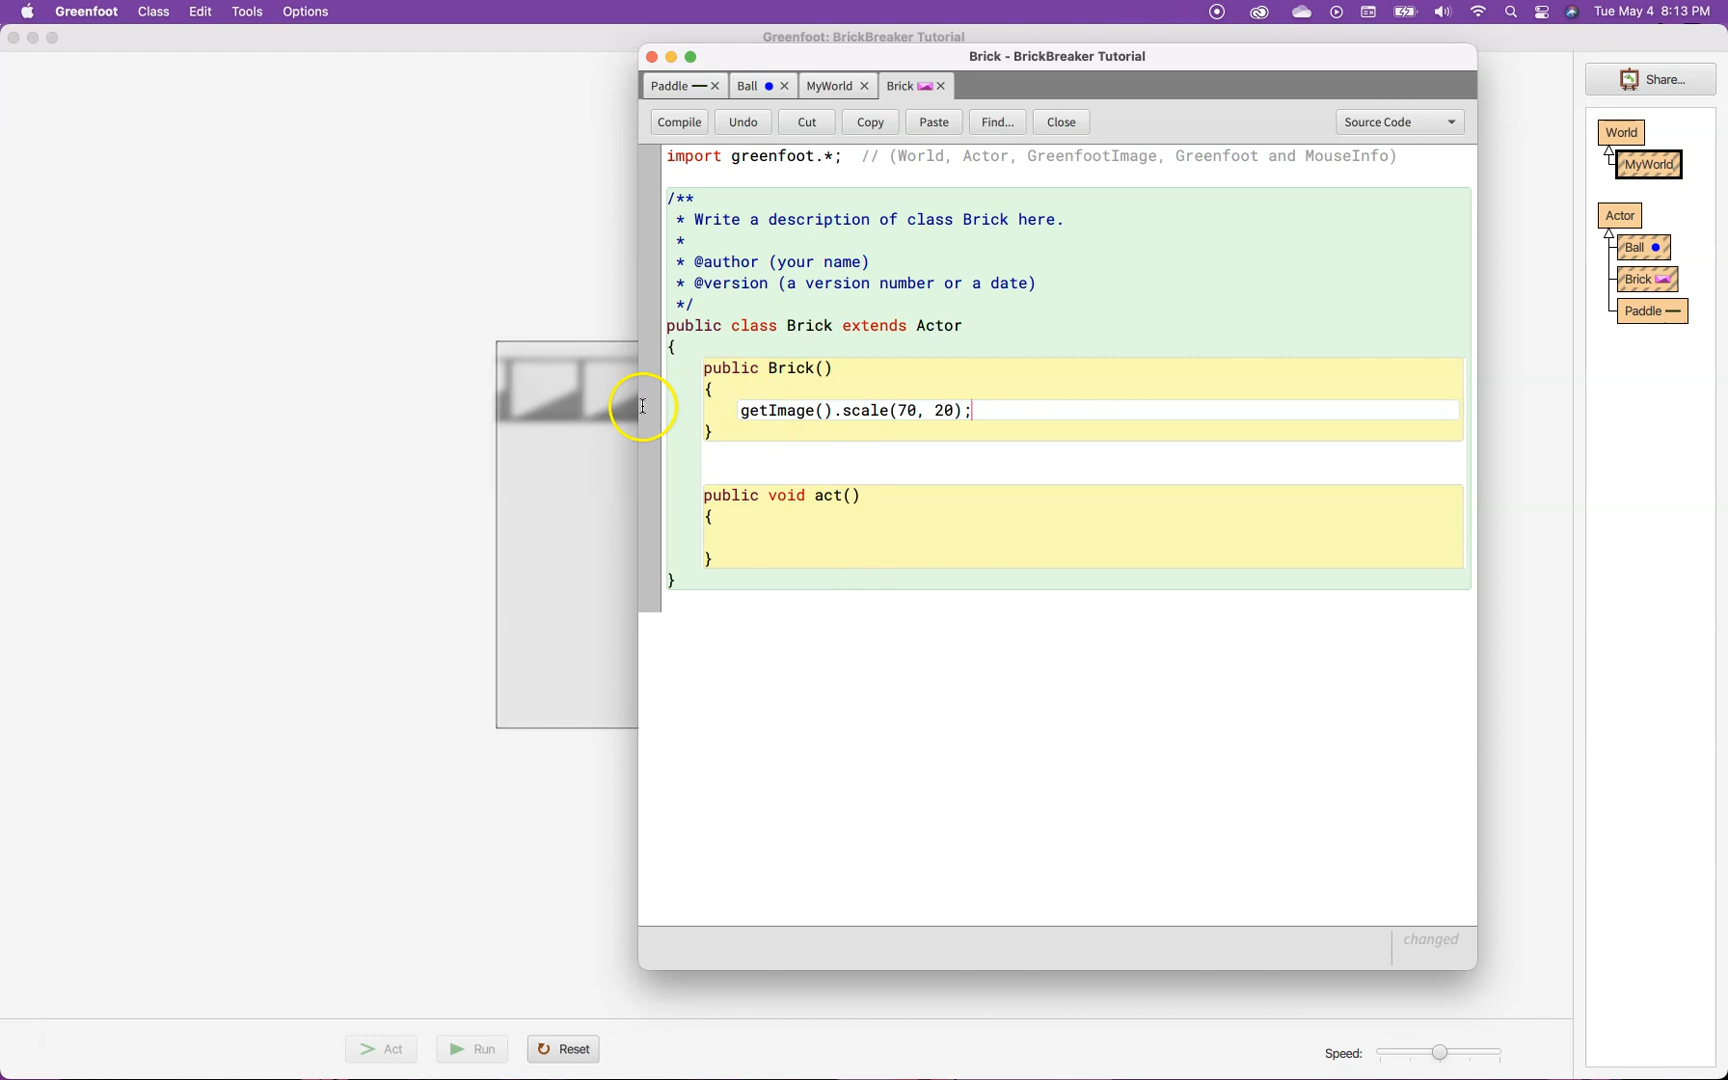 Greenfoot Class Edit Tools Options Tue May 4 8:13 PM
Greenfoot: BrickBreaker Tutorial
Brick - BrickBreaker Tutorial
Paddle Ball MyWorld Brick
Compile Undo Cut Copy Paste Find... Close Source Code
import greenfoot.*;  // (World, Actor, GreenfootImage, Greenfoot and MouseInfo)
/**
 * Write a description of class Brick here.
 *
 * @author (your name)
 * @version (a version number or a date)
 */
public class Brick extends Actor
{
    public Brick()
    {
        getImage().scale(70, 20);
    }
    public void act()
    {
    }
}
changed
Share...
World
MyWorld
Actor
Ball
Brick
Paddle
> Act Run Reset Speed: